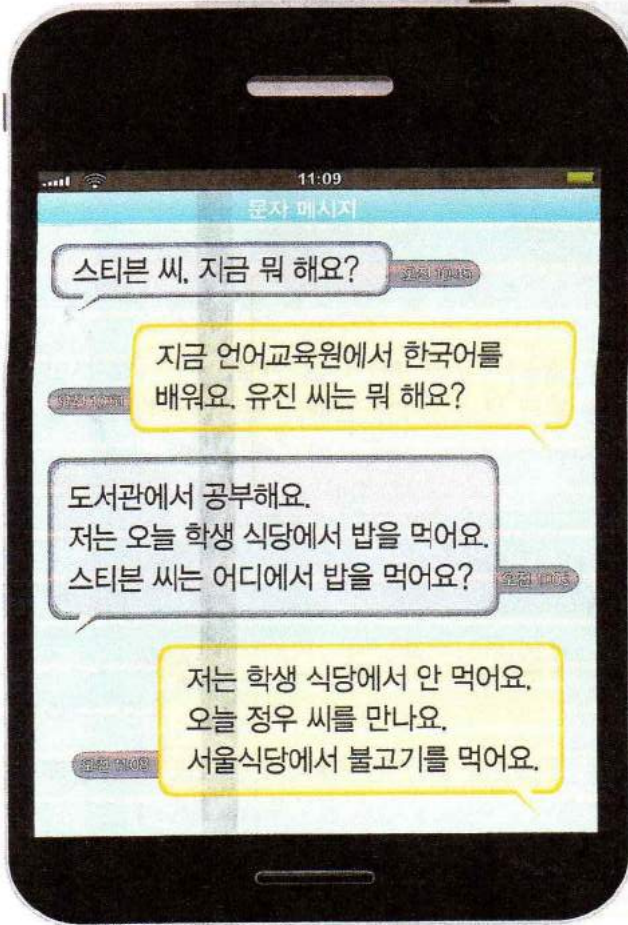 11:09
문자 메시지
스티븐 씨, 지금 뭐 해요?
지금 언어교육원에서 한국어를
배워요. 유진 씨는 뭐 해요?
도서관에서 공부해요.
저는 오늘 학생 식당에서 밥을 먹어요.
스티븐 씨는 어디에서 밥을 먹어요?
저는 학생 식당에서 안 먹어요.
오늘 정우 씨를 만나요.
서울식당에서 불고기를 먹어요.